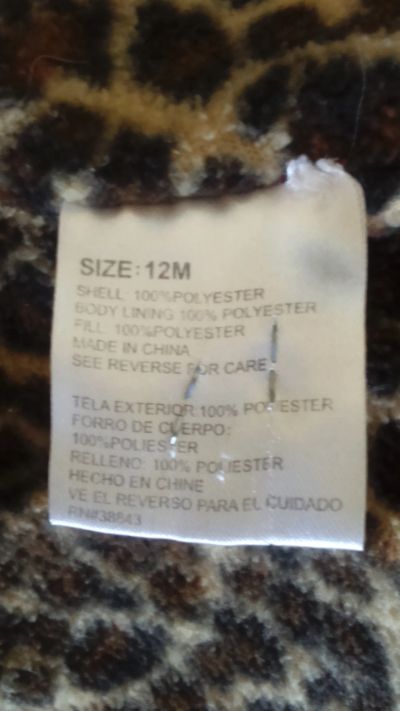 SIZE: 12M
SHELL: 100%POLYESTER
BODY LINING 100% POLYESTER
FILL: 100%POLYESTER
MADE IN CHINA
SEE REVERSE FOR CARE
TELA EXTERIOR 100% POLIESTER
FORRO DE CUERPO:
100%POLIESTER
RELLENO: 100% POLIESTER
HECHO EN CHINE
VE EL REVERSO PARA EL CUIDADO
RN#38843